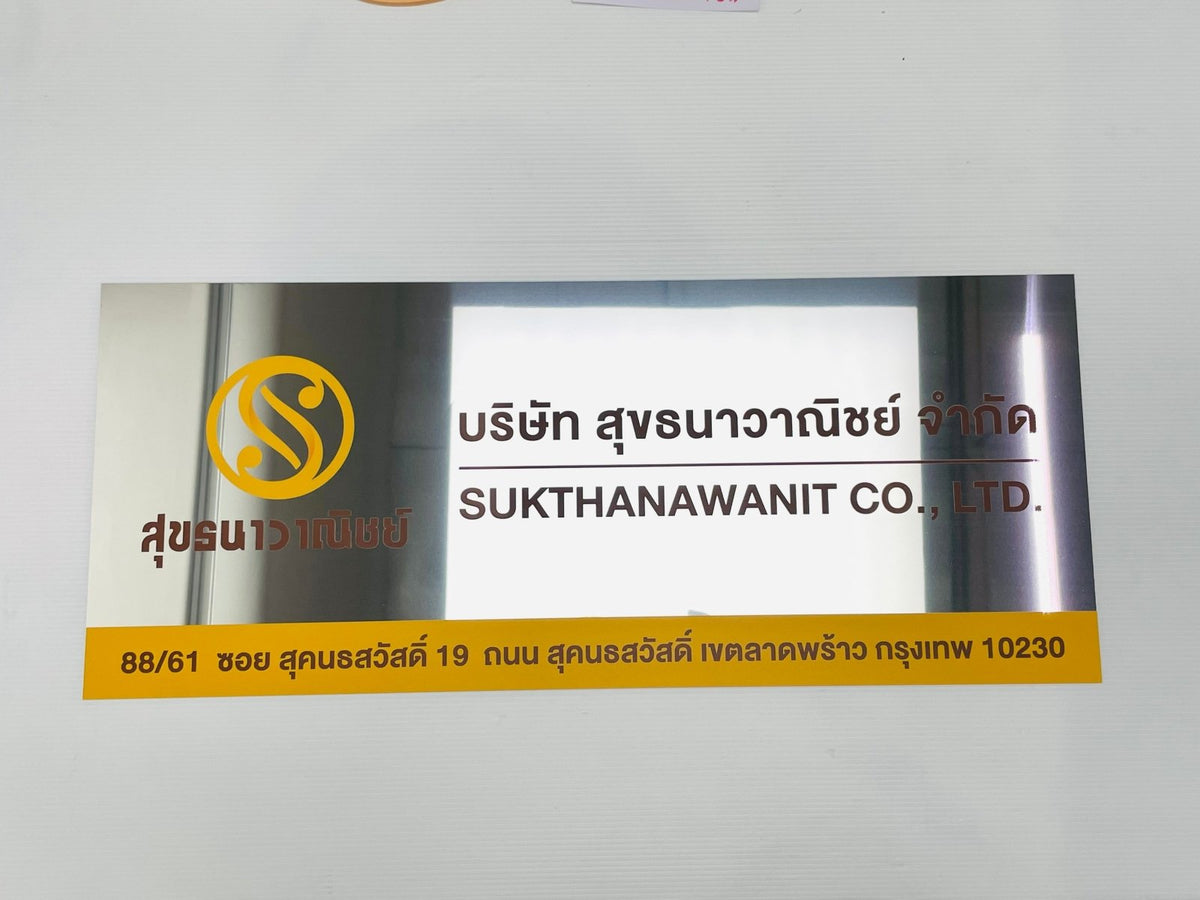 สุขธนาวาณิชย์
บริษัท สุขธนาวาณิชย์ จำกัด
SUKTHANAWANIT CO., LTD.
88/61 ซอย สุคนธสวัสดิ์ 19 ถนน สุคนธสวัสดิ์ เขตลาดพร้าว กรุงเทพ 10230